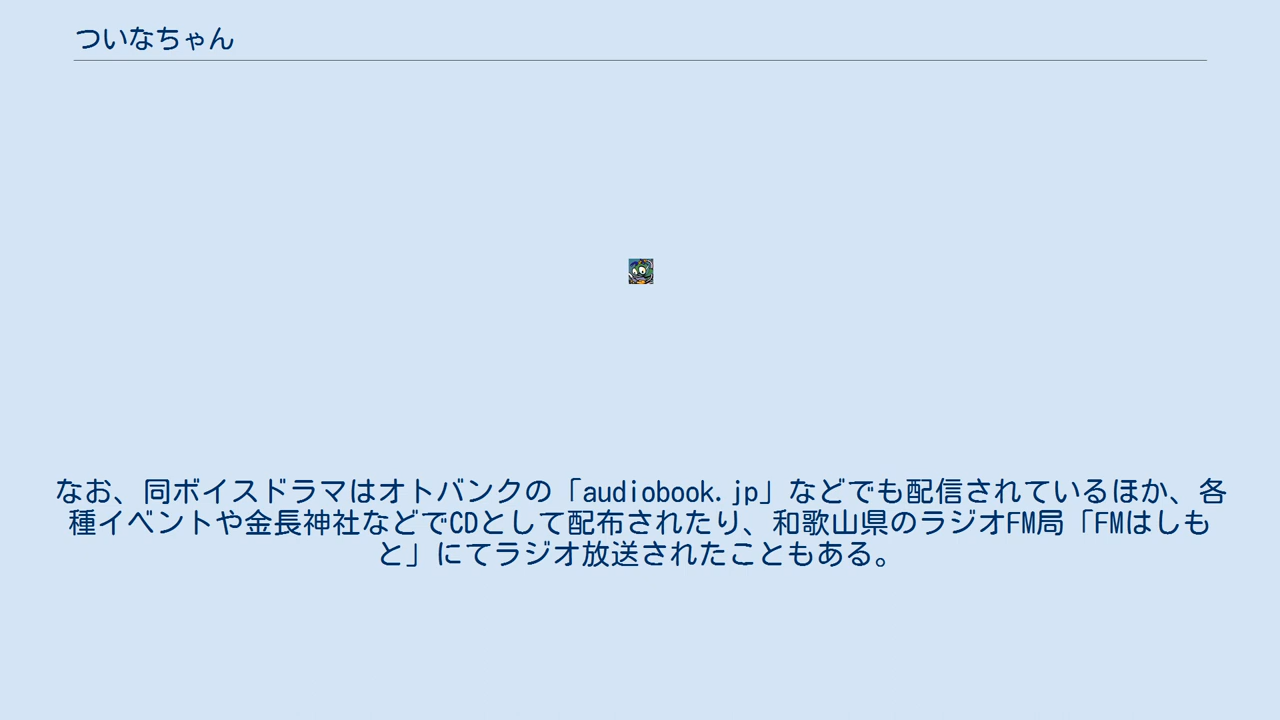 ついなちゃん
なお、同ボイスドラマはオトバンクの「audiobook.jp」などでも配信されているほか、各
種イベントや金長神社などでCDとして配布されたり、和歌山県のラジオFM局「FMはしも
と」にてラジオ放送されたこともある。